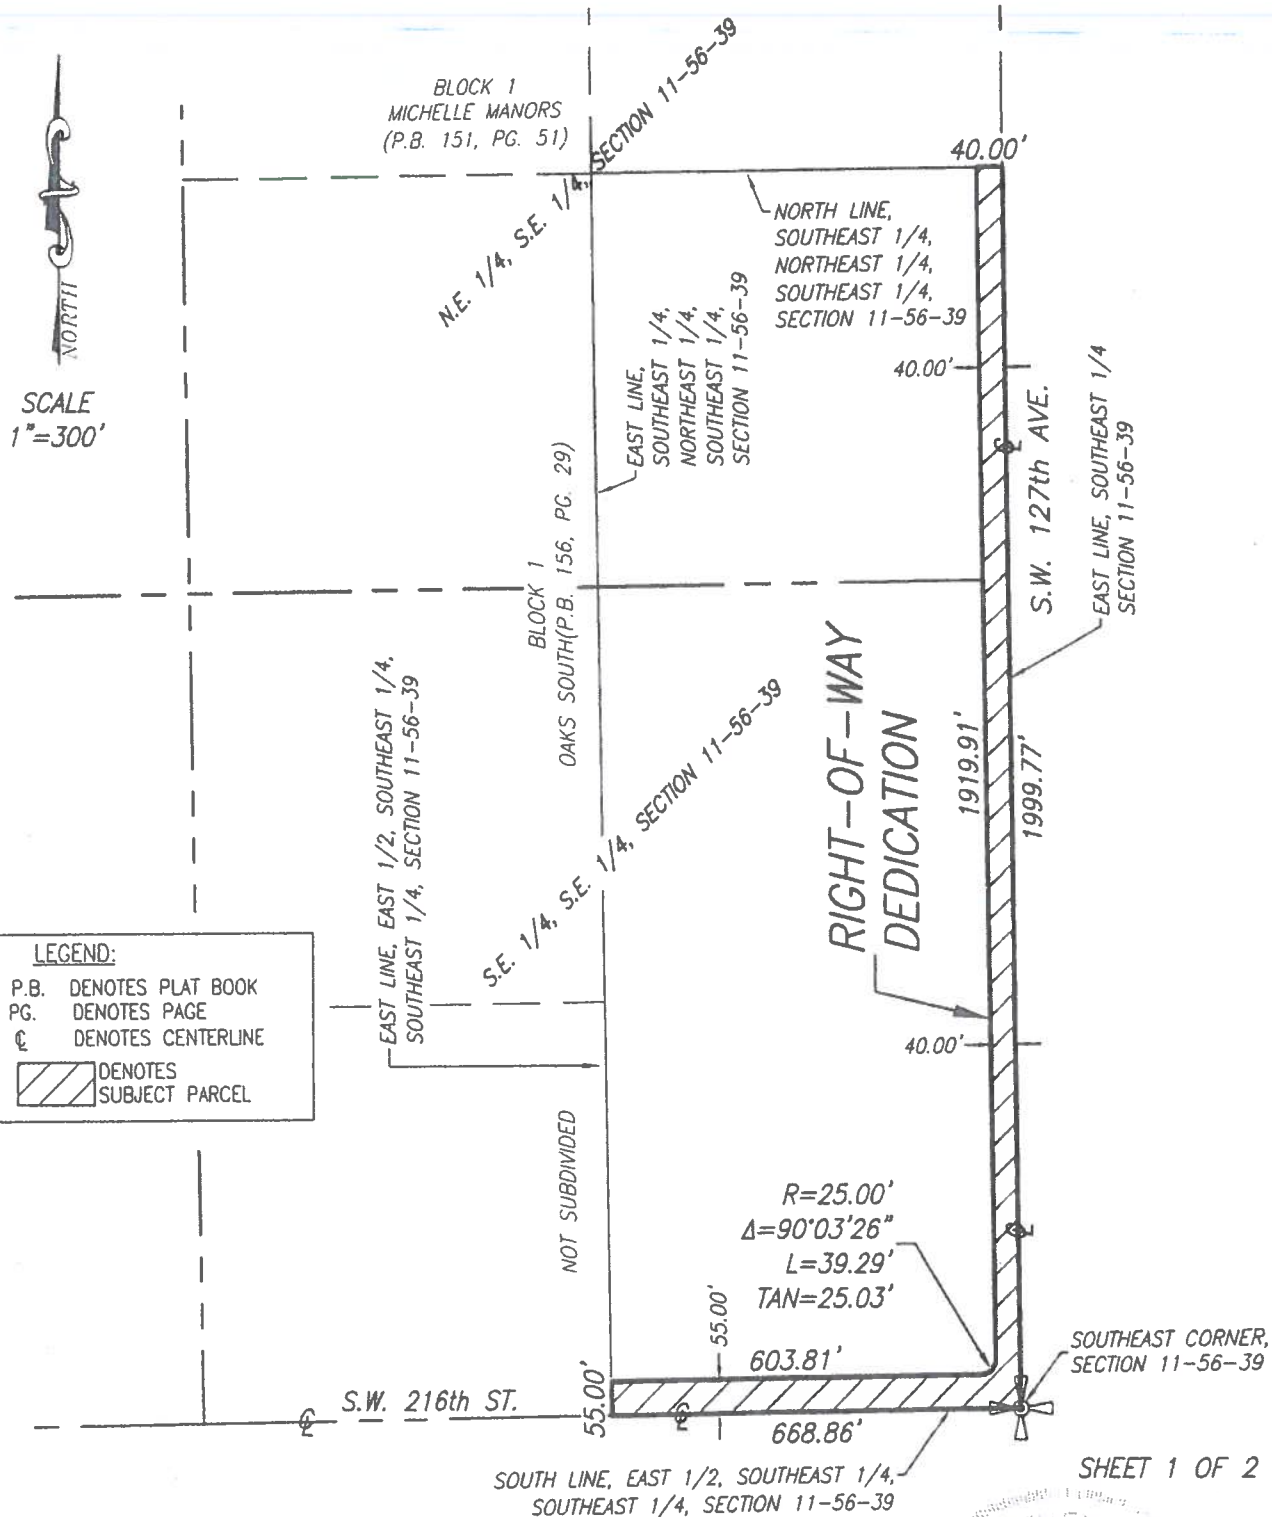 BLOCK 1
MICHELLE MANORS
(P.B. 151, PG. 51)
N.E. 1/4, S.E. 1/4, SECTION 11-56-39
40.00'
NORTH LINE,
SOUTHEAST 1/4,
NORTHEAST 1/4,
SOUTHEAST 1/4,
SECTION 11-56-39
NORTH
SCALE
1"=300'
EAST LINE,
SOUTHEAST 1/4,
NORTHEAST 1/4,
SOUTHEAST 1/4,
SECTION 11-56-39
40.00'
S.W. 127th AVE.
EAST LINE, SOUTHEAST 1/4
SECTION 11-56-39
BLOCK 1
OAKS SOUTH(P.B. 156, PG. 29)
EAST LINE, EAST 1/2, SOUTHEAST 1/4,
SOUTHEAST 1/4, SECTION 11-56-39
S.E. 1/4, S.E. 1/4, SECTION 11-56-39
RIGHT-OF-WAY
DEDICATION
1919.91'
1999.77'
LEGEND:
P.B. DENOTES PLAT BOOK
PG. DENOTES PAGE
℄ DENOTES CENTERLINE
DENOTES
SUBJECT PARCEL
40.00'
NOT SUBDIVIDED
R=25.00'
Δ=90°03'26"
L=39.29'
TAN=25.03'
55.00'
603.81'
SOUTHEAST CORNER,
SECTION 11-56-39
S.W. 216th ST.
55.00'
668.86'
SOUTH LINE, EAST 1/2, SOUTHEAST 1/4,
SOUTHEAST 1/4, SECTION 11-56-39
SHEET 1 OF 2